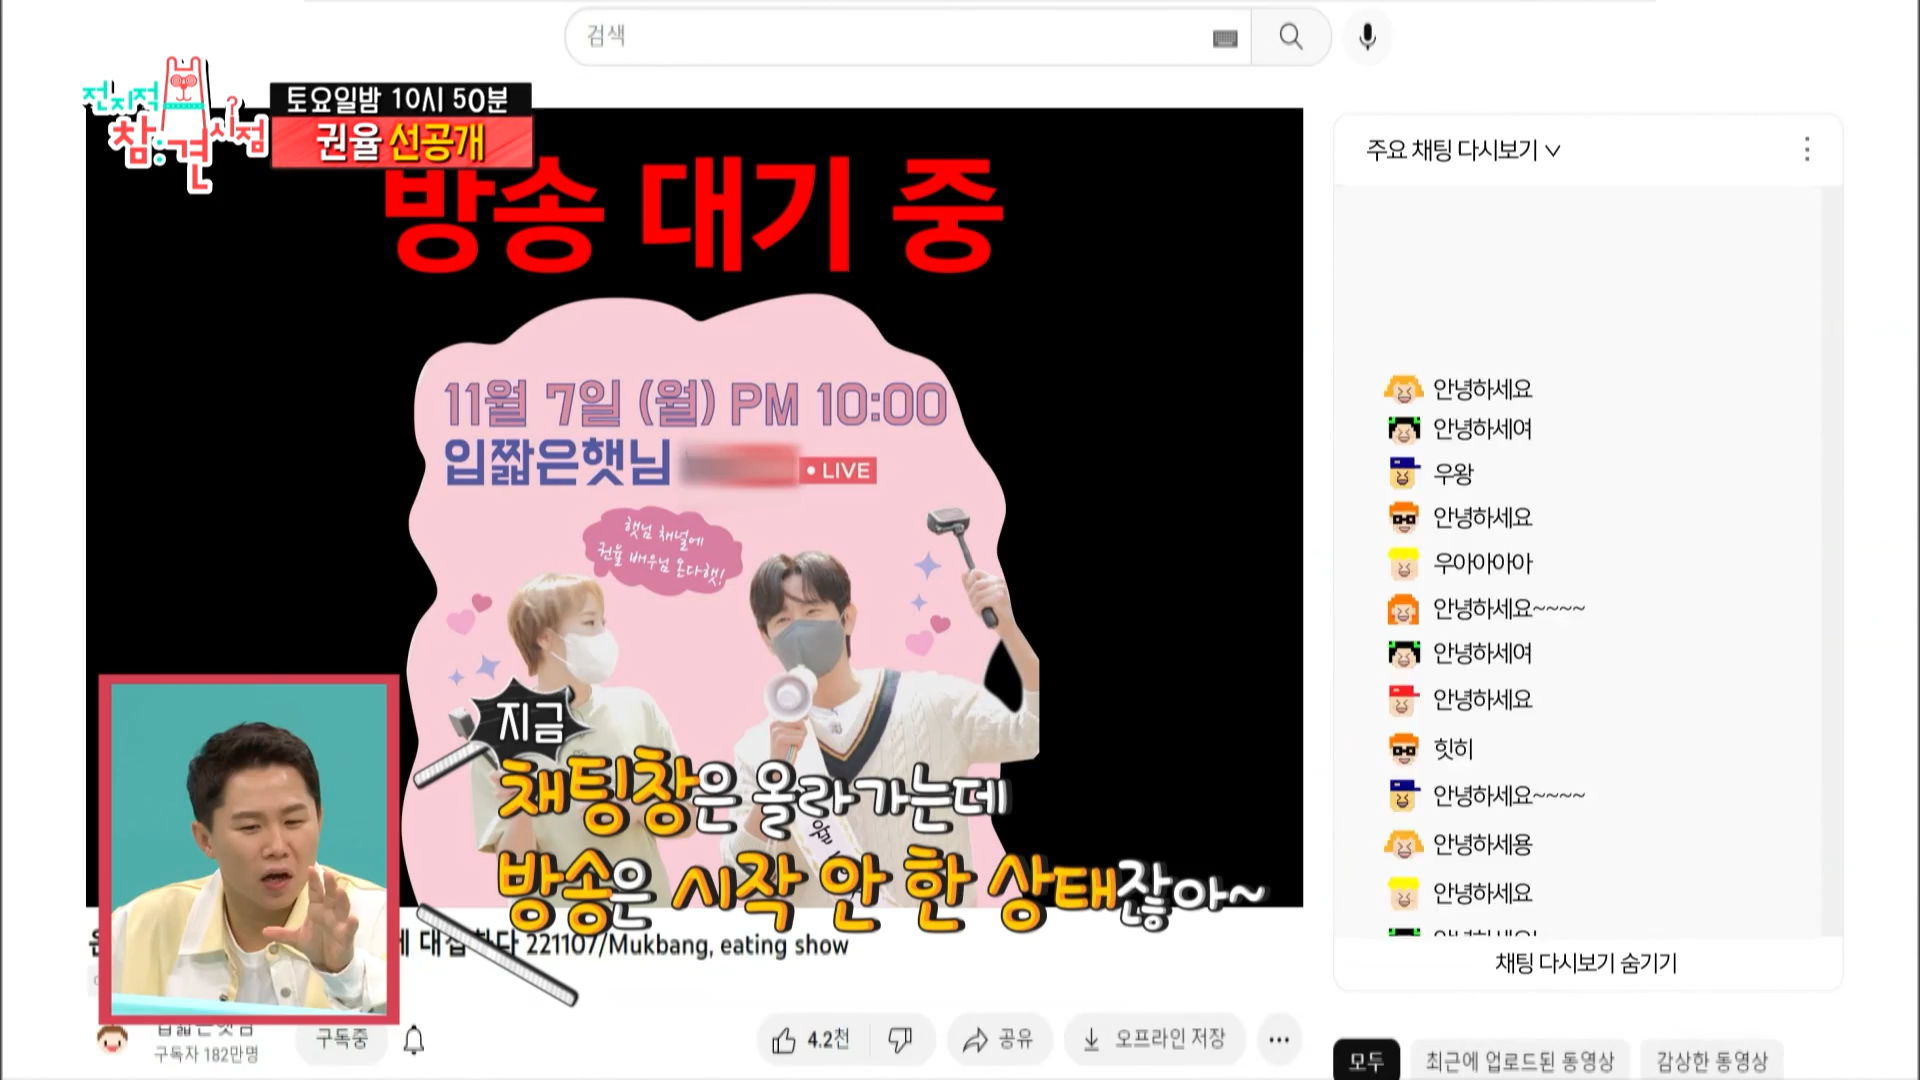 검색
전지적
참견
시점
토요일밤 10시 50분
권율 선공개
방송 대기 중
11월 7일 (월) PM 10:00
입짧은햇님
• LIVE
햇님 채널에
권율 배우님 온다햇!
지금
채팅창은 올라가는데
방송은 시작 안 한 상태잖아~
221107/Mukbang, eating show
입짧은햇님
구독자 182만명
구독중
4.2천
공유
오프라인 저장
주요 채팅 다시보기
안녕하세요
안녕하세여
우왕
안녕하세요
우아아아아
안녕하세요~~~~
안녕하세여
안녕하세요
힛히
안녕하세요~~~~
안녕하세용
안녕하세요
채팅 다시보기 숨기기
모두
최근에 업로드된 동영상
감상한 동영상